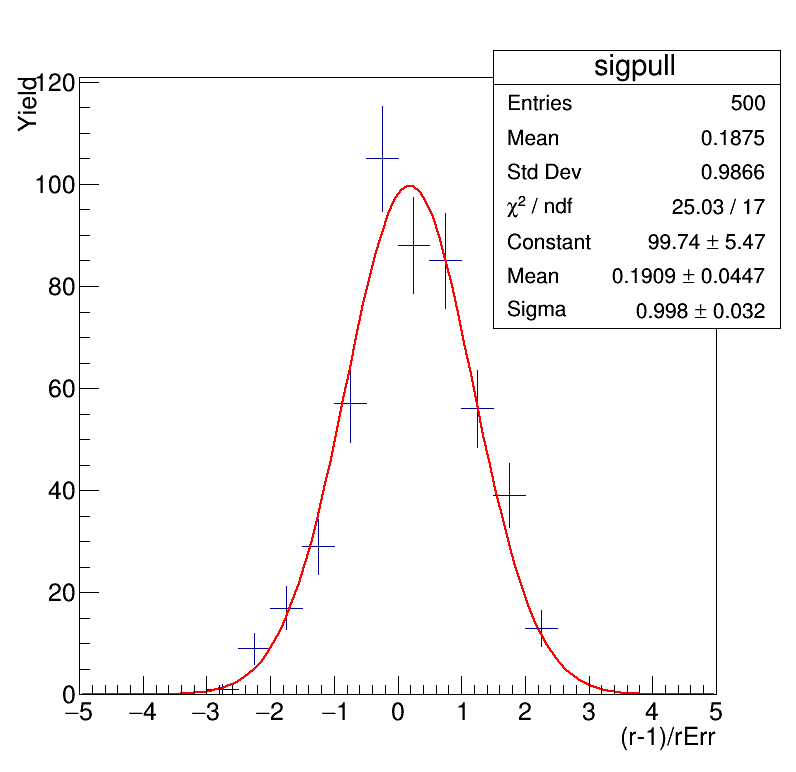 sigpull
Entries 500
Mean 0.1875
Std Dev 0.9866
χ² / ndf 25.03 / 17
Constant 99.74 ± 5.47
Mean 0.1909 ± 0.0447
Sigma 0.998 ± 0.032
Yield
120
100
80
60
40
20
0
−5 −4 −3 −2 −1 0 1 2 3 4 5
(r-1)/rErr